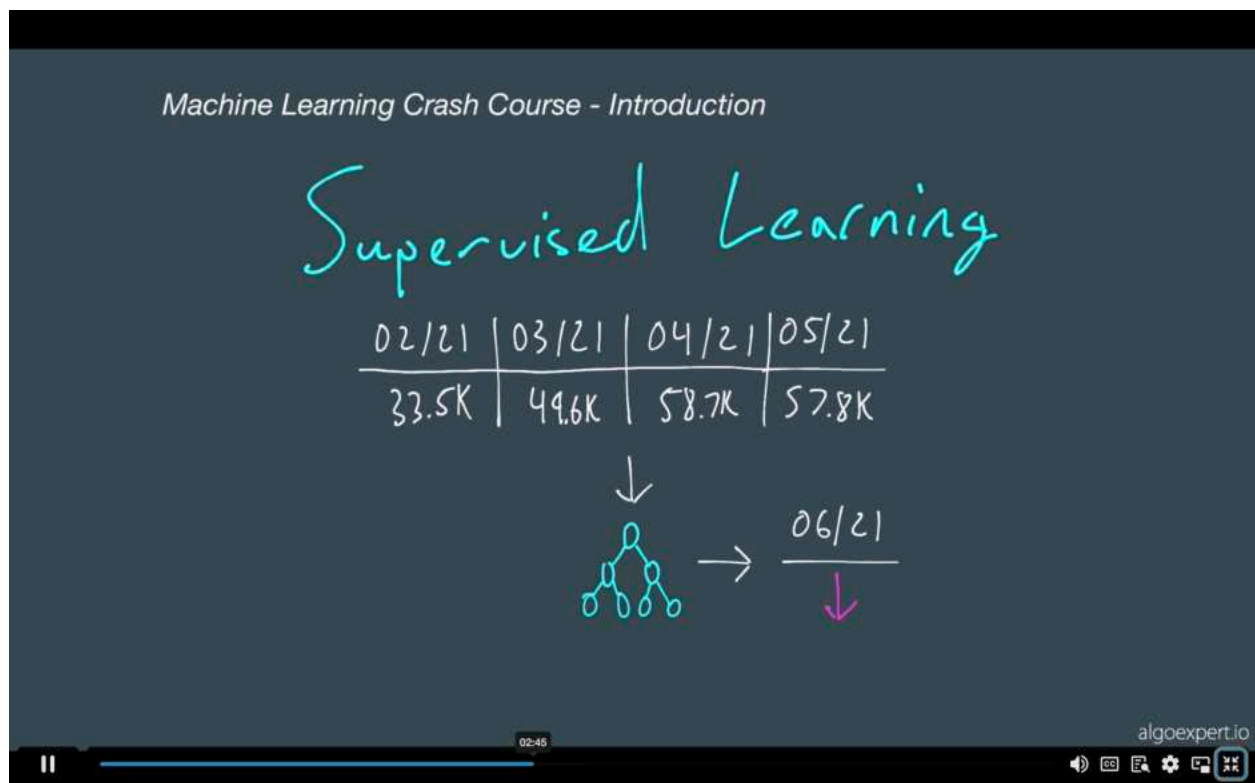 Machine Learning Crash Course - Introduction
Supervised Learning
02/21 03/21 04/21 05/21
33.5K 49.6K 58.7K 57.8K
06/21
algoexpert.io
02:45
CC